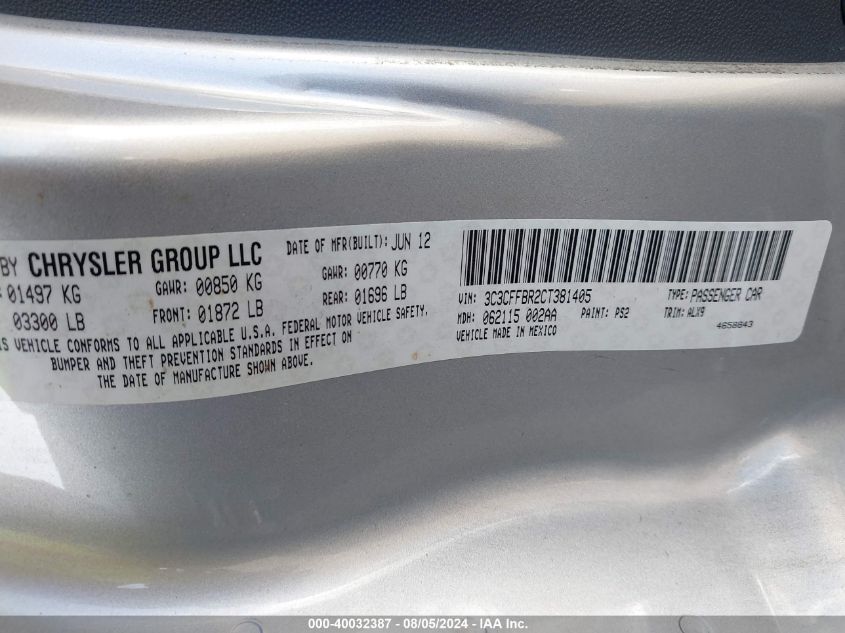 BY CHRYSLER GROUP LLC
DATE OF MFR(BUILT): JUN 12
01497 KG
GAWR: 00850 KG
GAWR: 00770 KG
03300 LB
FRONT: 01872 LB
REAR: 01696 LB
VEHICLE CONFORMS TO ALL APPLICABLE U.S.A. FEDERAL MOTOR VEHICLE SAFETY,
BUMPER AND THEFT PREVENTION STANDARDS IN EFFECT ON
THE DATE OF MANUFACTURE SHOWN ABOVE.
VIN: 3C3CFFBR2CT381405
TYPE: PASSENGER CAR
MDH: 062115 002AA
PAINT: PS2
TRIM: ALX9
VEHICLE MADE IN MEXICO
4658843
000-40032387 - 08/05/2024 - IAA Inc.